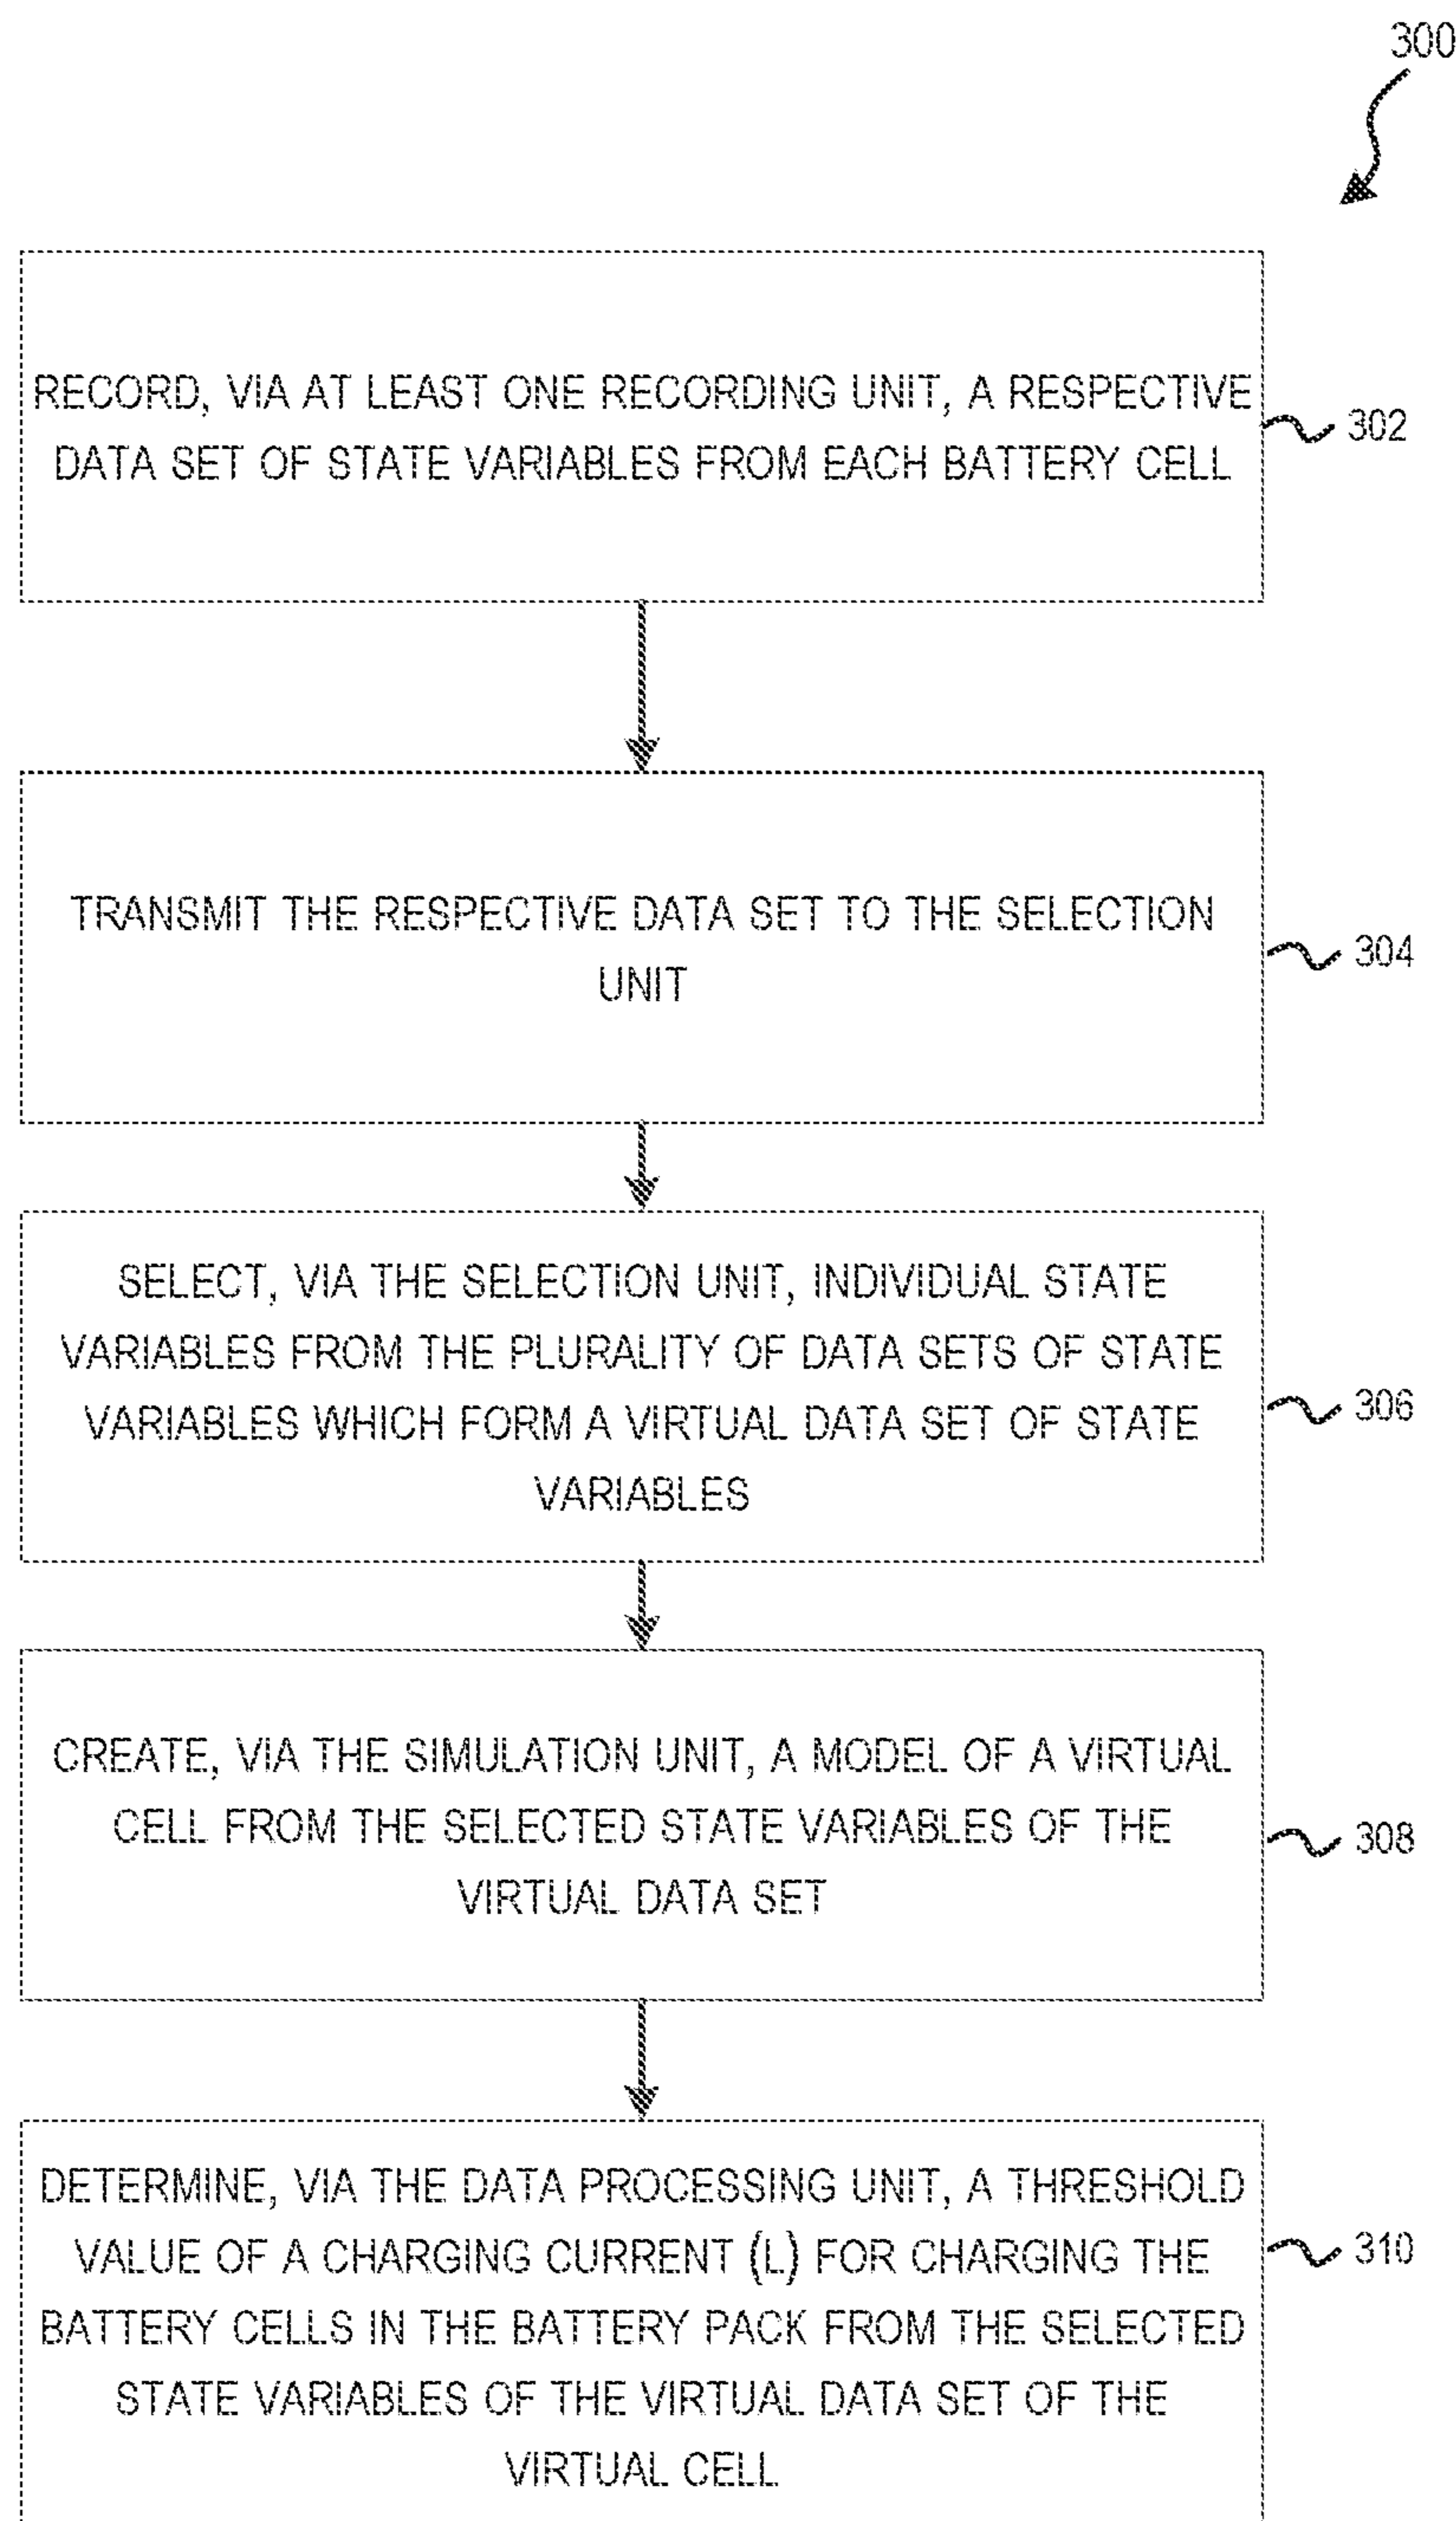 300
RECORD, VIA AT LEAST ONE RECORDING UNIT, A RESPECTIVE
DATA SET OF STATE VARIABLES FROM EACH BATTERY CELL
302
TRANSMIT THE RESPECTIVE DATA SET TO THE SELECTION
UNIT
304
SELECT, VIA THE SELECTION UNIT, INDIVIDUAL STATE
VARIABLES FROM THE PLURALITY OF DATA SETS OF STATE
VARIABLES WHICH FORM A VIRTUAL DATA SET OF STATE
VARIABLES
306
CREATE, VIA THE SIMULATION UNIT, A MODEL OF A VIRTUAL
CELL FROM THE SELECTED STATE VARIABLES OF THE
VIRTUAL DATA SET
308
DETERMINE, VIA THE DATA PROCESSING UNIT, A THRESHOLD
VALUE OF A CHARGING CURRENT (L) FOR CHARGING THE
BATTERY CELLS IN THE BATTERY PACK FROM THE SELECTED
STATE VARIABLES OF THE VIRTUAL DATA SET OF THE
VIRTUAL CELL
310